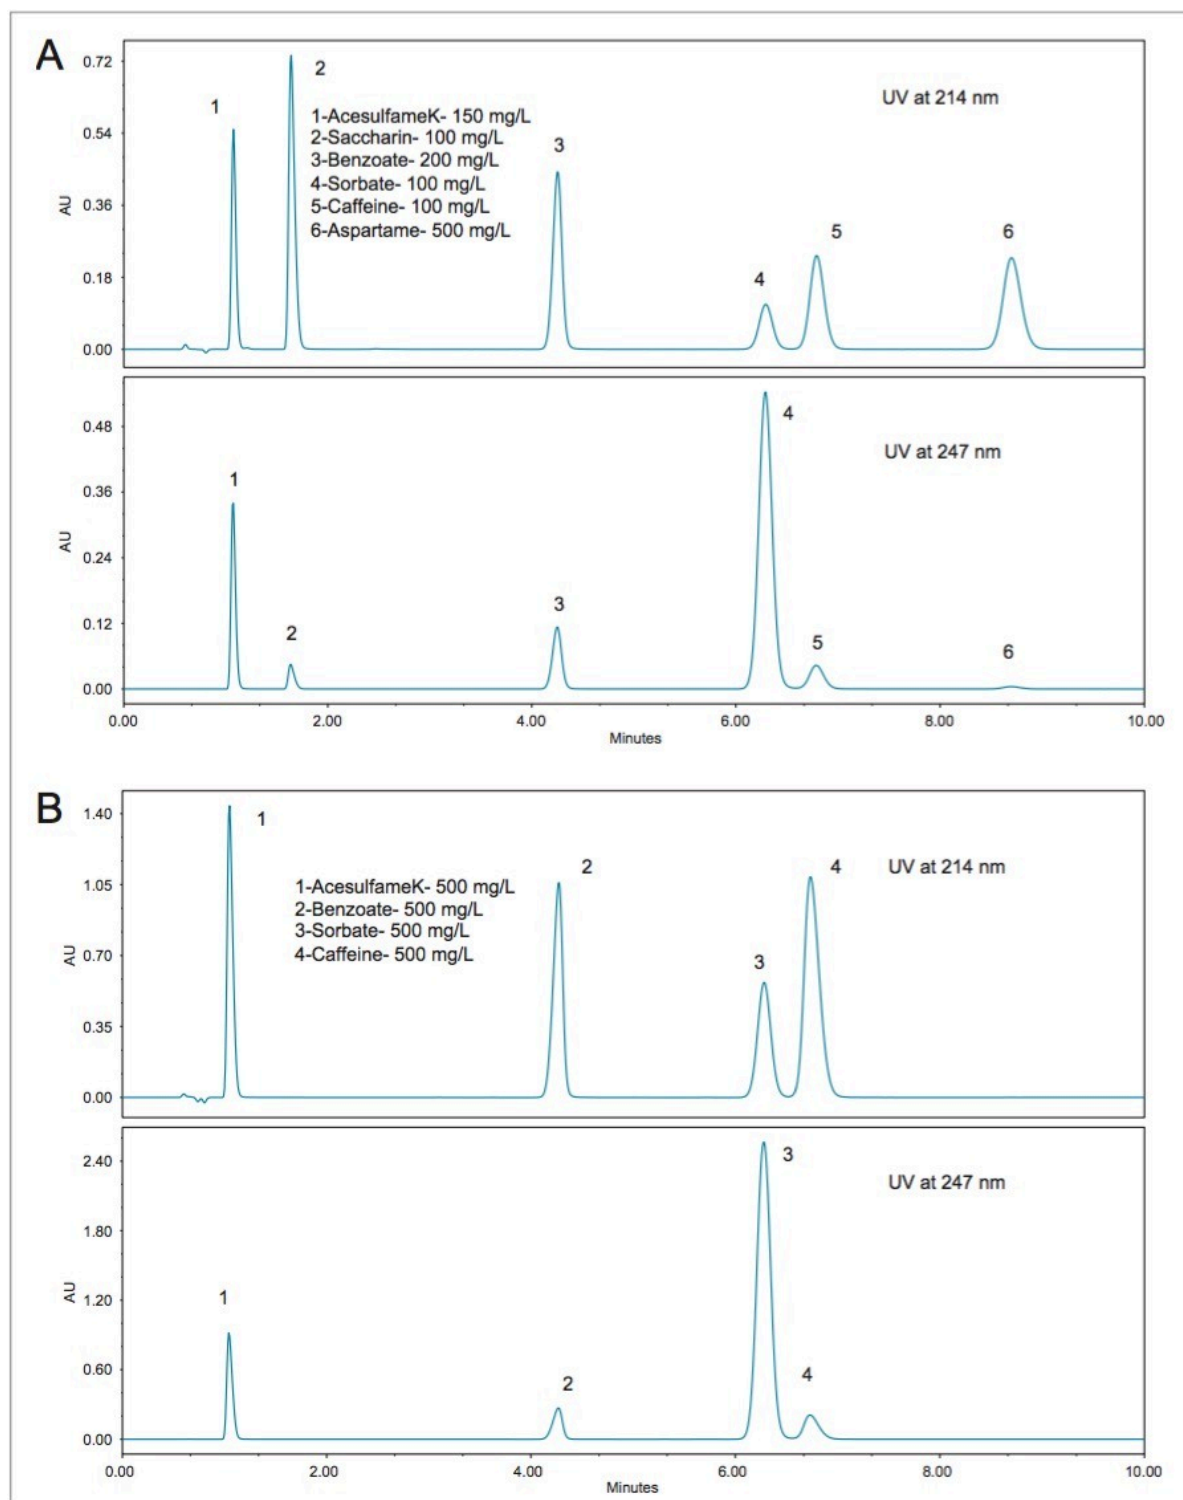 A
0.72
0.54
0.36
0.18
0.00
AU
1
2
3
4
5
6
UV at 214 nm
1-AcesulfameK- 150 mg/L
2-Saccharin- 100 mg/L
3-Benzoate- 200 mg/L
4-Sorbate- 100 mg/L
5-Caffeine- 100 mg/L
6-Aspartame- 500 mg/L
0.48
0.36
0.24
0.12
0.00
AU
1
2
3
4
5
6
UV at 247 nm
0.00 2.00 4.00 6.00 8.00 10.00
Minutes
B
1.40
1.05
0.70
0.35
0.00
AU
1
2
3
4
UV at 214 nm
1-AcesulfameK- 500 mg/L
2-Benzoate- 500 mg/L
3-Sorbate- 500 mg/L
4-Caffeine- 500 mg/L
2.40
1.80
1.20
0.60
0.00
AU
1
2
3
4
UV at 247 nm
0.00 2.00 4.00 6.00 8.00 10.00
Minutes